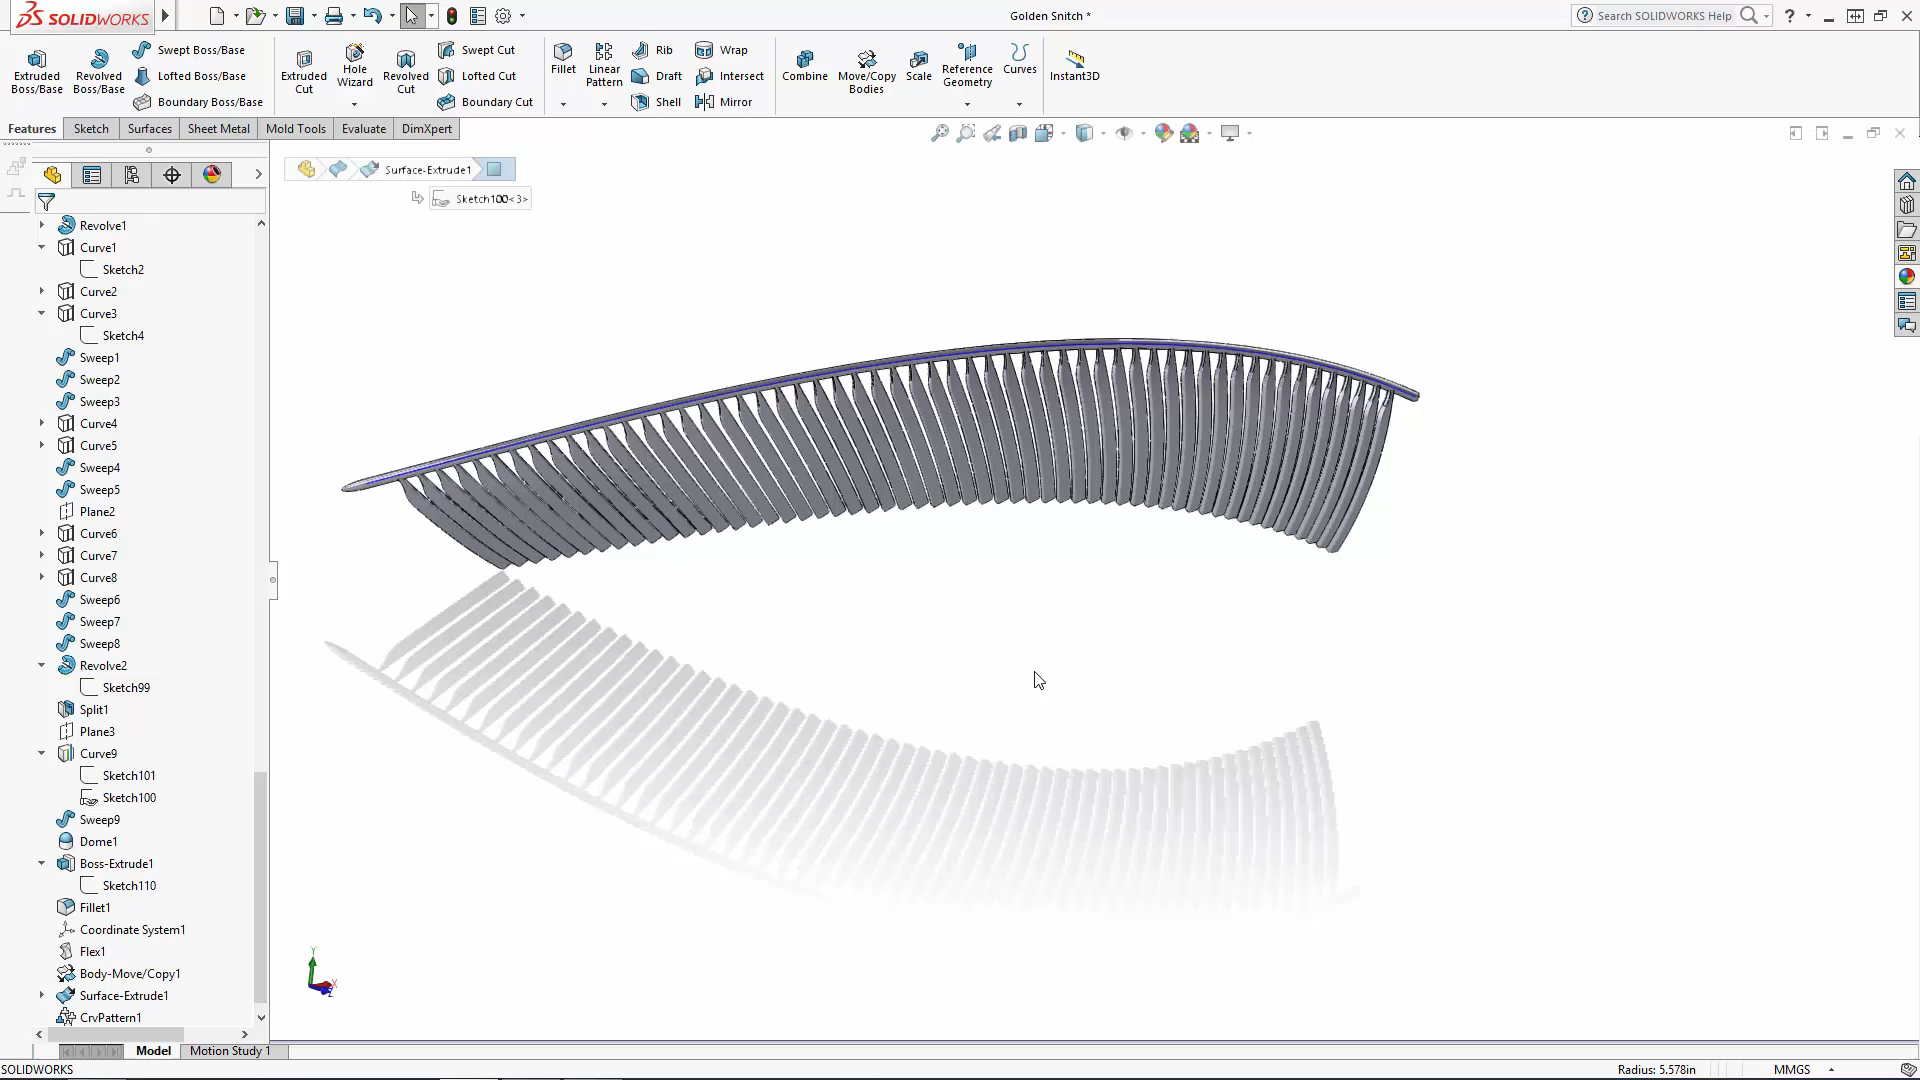 SOLIDWORKS
Golden Snitch *
Search SOLIDWORKS Help
?
Extruded Boss/Base
Revolved Boss/Base
Swept Boss/Base
Lofted Boss/Base
Boundary Boss/Base
Extruded Cut
Hole Wizard
Revolved Cut
Swept Cut
Lofted Cut
Boundary Cut
Fillet
Linear Pattern
Rib
Draft
Shell
Wrap
Intersect
Mirror
Combine
Move/Copy Bodies
Scale
Reference Geometry
Curves
Instant3D
Features
Sketch
Surfaces
Sheet Metal
Mold Tools
Evaluate
DimXpert
Surface-Extrude1
Sketch100<3>
Revolve1
Curve1
Sketch2
Curve2
Curve3
Sketch4
Sweep1
Sweep2
Sweep3
Curve4
Curve5
Sweep4
Sweep5
Plane2
Curve6
Curve7
Curve8
Sweep6
Sweep7
Sweep8
Revolve2
Sketch99
Split1
Plane3
Curve9
Sketch101
Sketch100
Sweep9
Dome1
Boss-Extrude1
Sketch110
Fillet1
Coordinate System1
Flex1
Body-Move/Copy1
Surface-Extrude1
CrvPattern1
Y
X
Z
Model
Motion Study 1
SOLIDWORKS
Radius: 5.578in
MMGS